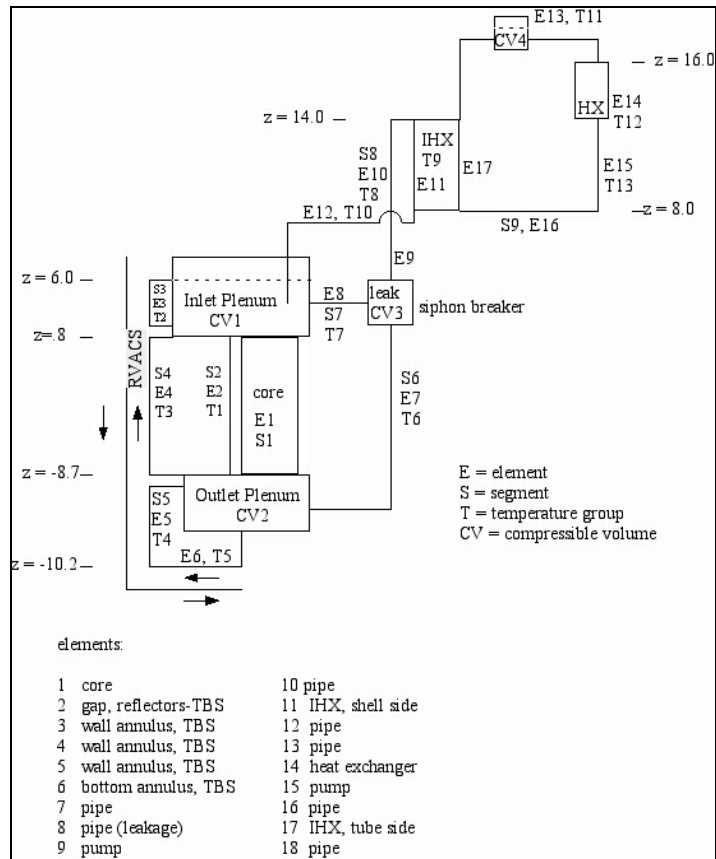 E13, T11
CV4
z = 16.0
HX
E14
T12
z = 14.0
IHX
T9
E11
E17
S8
E10
T8
E15
T13
E12, T10
z = 8.0
S9, E16
E9
z = 6.0
S3
E3
T2
Inlet Plenum
CV1
E8
S7
T7
leak
CV3
siphon breaker
z=.8
RVACS
S4
E4
T3
S2
E2
T1
core
E1
S1
S6
E7
T6
z = -8.7
S5
E5
T4
Outlet Plenum
CV2
E = element
S = segment
T = temperature group
CV = compressible volume
z = -10.2
E6, T5
elements:
1 core
2 gap, reflectors-TBS
3 wall annulus, TBS
4 wall annulus, TBS
5 wall annulus, TBS
6 bottom annulus, TBS
7 pipe
8 pipe (leakage)
9 pump
10 pipe
11 IHX, shell side
12 pipe
13 pipe
14 heat exchanger
15 pump
16 pipe
17 IHX, tube side
18 pipe